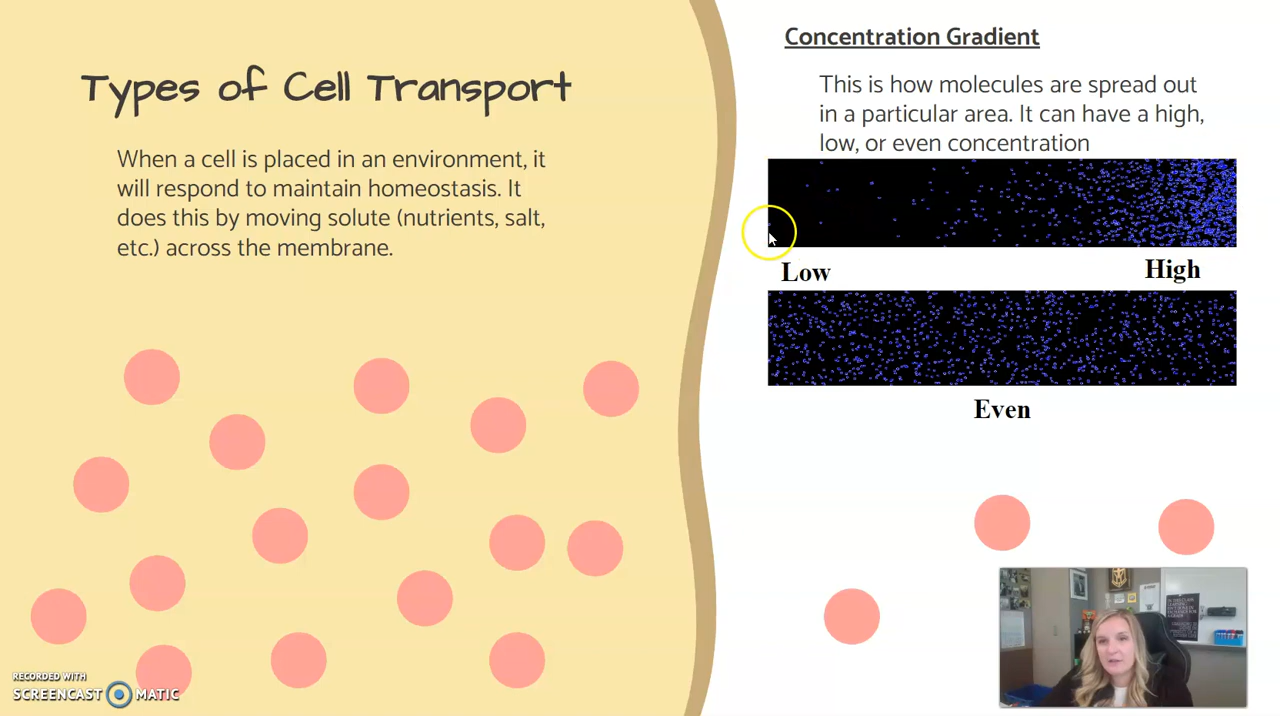 Types of Cell Transport
When a cell is placed in an environment, it
will respond to maintain homeostasis. It
does this by moving solute (nutrients, salt,
etc.) across the membrane.
Concentration Gradient
This is how molecules are spread out
in a particular area. It can have a high,
low, or even concentration
Low
High
Even
RECORDED WITH
SCREENCAST MATIC